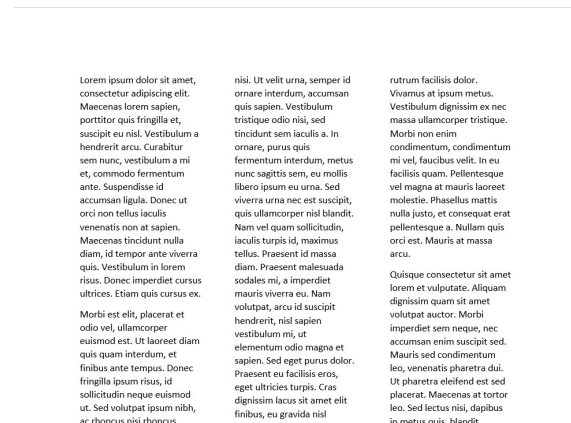 Lorem ipsum dolor sit amet,
consectetur adipiscing elit.
Maecenas lorem sapien,
porttitor quis fringilla et,
suscipit eu nisl. Vestibulum a
hendrerit arcu. Curabitur
sem nunc, vestibulum a mi
et, commodo fermentum
ante. Suspendisse id
accumsan ligula. Donec ut
orci non tellus iaculis
venenatis non at sapien.
Maecenas tincidunt nulla
diam, id tempor ante viverra
quis. Vestibulum in lorem
risus. Donec imperdiet cursus
ultrices. Etiam quis cursus ex.
Morbi est elit, placerat et
odio vel, ullamcorper
euismod est. Ut laoreet diam
quis quam interdum, et
finibus ante tempus. Donec
fringilla ipsum risus, id
sollicitudin neque euismod
ut. Sed volutpat ipsum nibh,
ac rhoncus nisi rhoncus
nisi. Ut velit urna, semper id
ornare interdum, accumsan
quis sapien. Vestibulum
tristique odio nisi, sed
tincidunt sem iaculis a. In
ornare, purus quis
fermentum interdum, metus
nunc sagittis sem, eu mollis
libero ipsum eu urna. Sed
viverra urna nec est suscipit,
quis ullamcorper nisl blandit.
Nam vel quam sollicitudin,
iaculis turpis id, maximus
tellus. Praesent id massa
diam. Praesent malesuada
sodales mi, a imperdiet
mauris viverra eu. Nam
volutpat, arcu id suscipit
hendrerit, nisl sapien
vestibulum mi, ut
elementum odio magna et
sapien. Sed eget purus dolor.
Praesent eu facilisis eros,
eget ultricies turpis. Cras
dignissim lacus sit amet elit
finibus, eu gravida nisl
rutrum facilisis dolor.
Vivamus at ipsum metus.
Vestibulum dignissim ex nec
massa ullamcorper tristique.
Morbi non enim
condimentum, condimentum
mi vel, faucibus velit. In eu
facilisis quam. Pellentesque
vel magna at mauris laoreet
molestie. Phasellus mattis
nulla justo, et consequat erat
pellentesque a. Nullam quis
orci est. Mauris at massa
arcu.
Quisque consectetur sit amet
lorem et vulputate. Aliquam
dignissim quam sit amet
volutpat auctor. Morbi
imperdiet sem neque, nec
accumsan enim suscipit sed.
Mauris sed condimentum
leo, venenatis pharetra dui.
Ut pharetra eleifend est sed
placerat. Maecenas at tortor
leo. Sed lectus nisi, dapibus
in metus quis, blandit